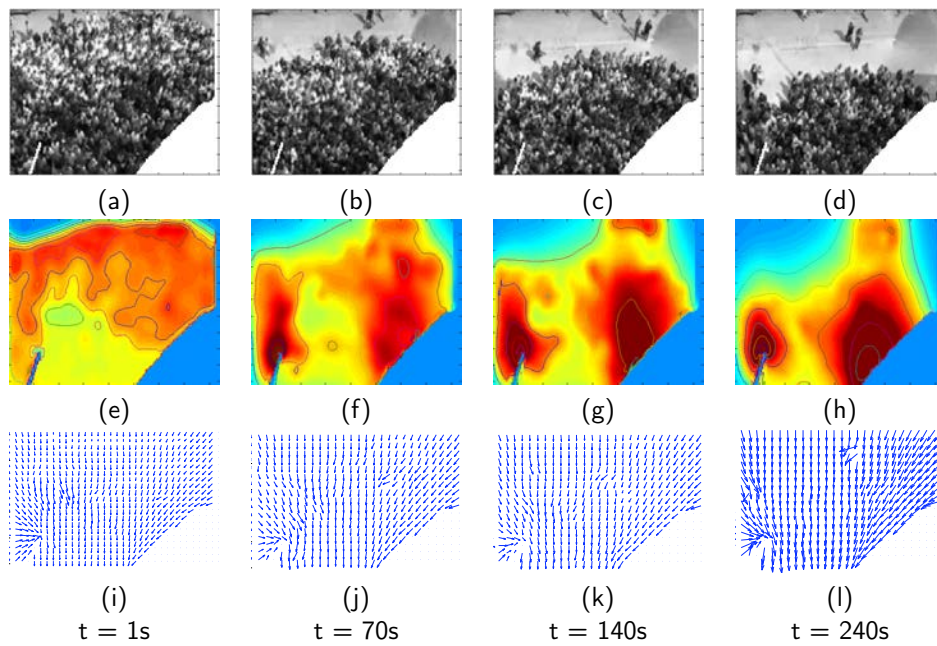 (a) (b) (c) (d)
(e) (f) (g) (h)
(i) (j) (k) (l)
t = 1s t = 70s t = 140s t = 240s